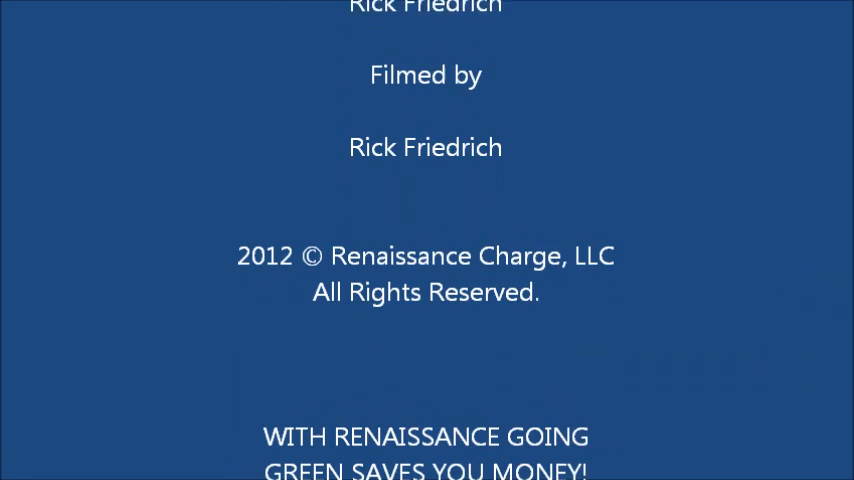 Rick Friedrich
Filmed by
Rick Friedrich
2012 © Renaissance Charge, LLC
All Rights Reserved.
WITH RENAISSANCE GOING
GREEN SAVES YOU MONEY!